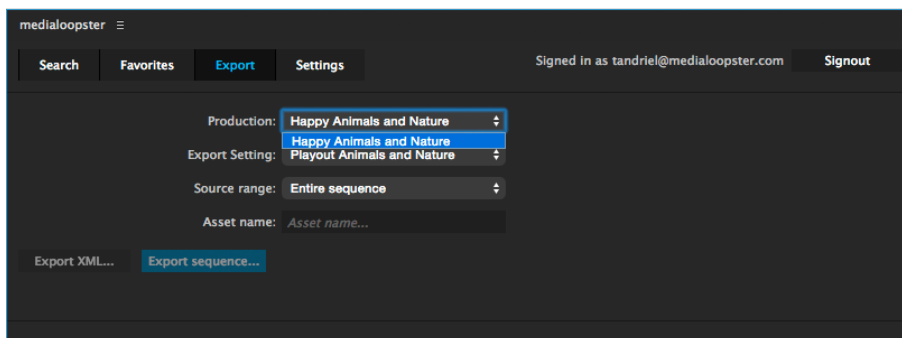 medialoopster
Search Favorites Export Settings Signed in as tandriel@medialoopster.com Signout
Production: Happy Animals and Nature
Happy Animals and Nature
Export Setting: Playout Animals and Nature
Source range: Entire sequence
Asset name: Asset name...
Export XML... Export sequence...